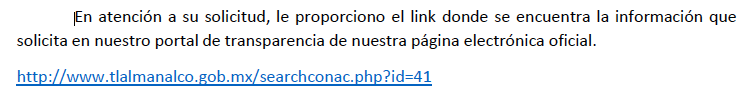 En atención a su solicitud, le proporciono el link donde se encuentra la información que
solicita en nuestro portal de transparencia de nuestra página electrónica oficial.
http://www.tlalmanalco.gob.mx/searchconac.php?id=41